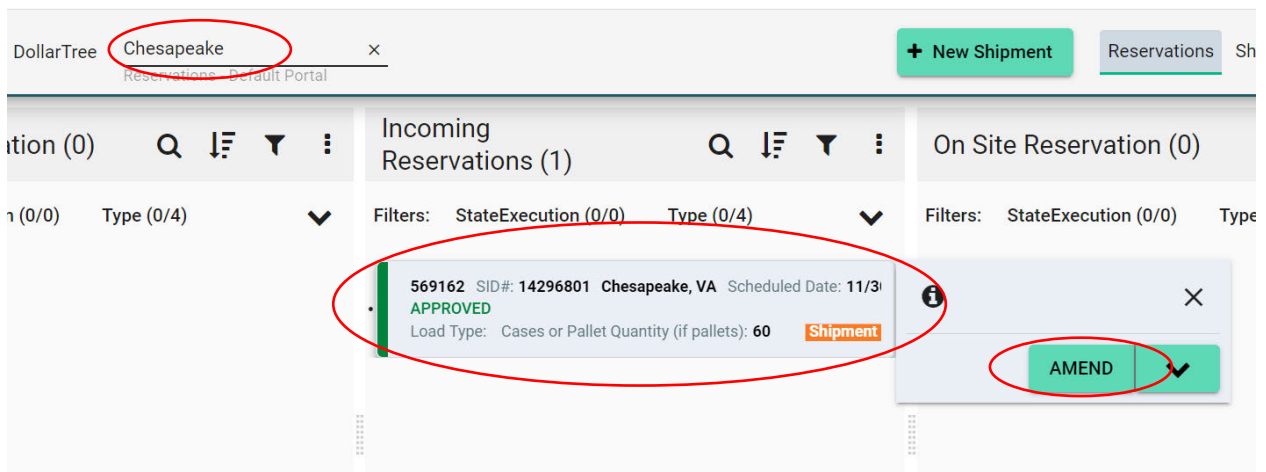 DollarTree Chesapeake × + New Shipment Reservations Sh
Reservations - Default Portal
ation (0)
Incoming
Reservations (1)
On Site Reservation (0)
n (0/0) Type (0/4)
Filters: StateExecution (0/0) Type (0/4)
Filters: StateExecution (0/0) Type
569162 SID#: 14296801 Chesapeake, VA Scheduled Date: 11/3
APPROVED
Load Type: Cases or Pallet Quantity (if pallets): 60 Shipment
AMEND